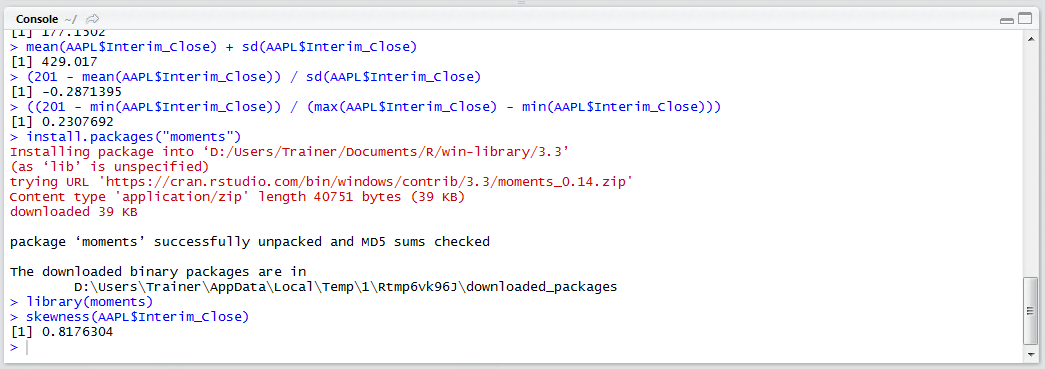 Console ~/
[1] 177.1502
> mean(AAPL$Interim_Close) + sd(AAPL$Interim_Close)
[1] 429.017
> (201 - mean(AAPL$Interim_Close)) / sd(AAPL$Interim_Close)
[1] -0.2871395
> ((201 - min(AAPL$Interim_Close)) / (max(AAPL$Interim_Close) - min(AAPL$Interim_Close)))
[1] 0.2307692
> install.packages("moments")
Installing package into ‘D:/Users/Trainer/Documents/R/win-library/3.3’
(as ‘lib’ is unspecified)
trying URL 'https://cran.rstudio.com/bin/windows/contrib/3.3/moments_0.14.zip'
Content type 'application/zip' length 40751 bytes (39 KB)
downloaded 39 KB
package ‘moments’ successfully unpacked and MD5 sums checked
The downloaded binary packages are in
D:\Users\Trainer\AppData\Local\Temp\1\Rtmp6vk96J\downloaded_packages
> library(moments)
> skewness(AAPL$Interim_Close)
[1] 0.8176304
>